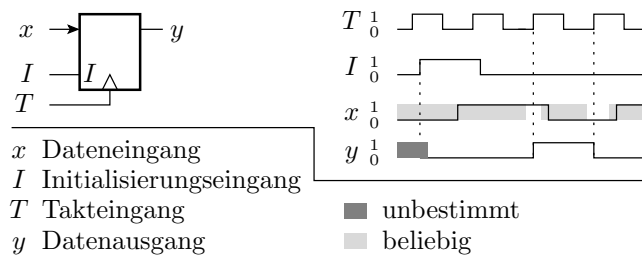 x
y
I
I
T
T 1 0
I 1 0
x 1 0
y 1 0
x Dateneingang
I Initialisierungseingang
T Takteingang
y Datenausgang
unbestimmt
beliebig